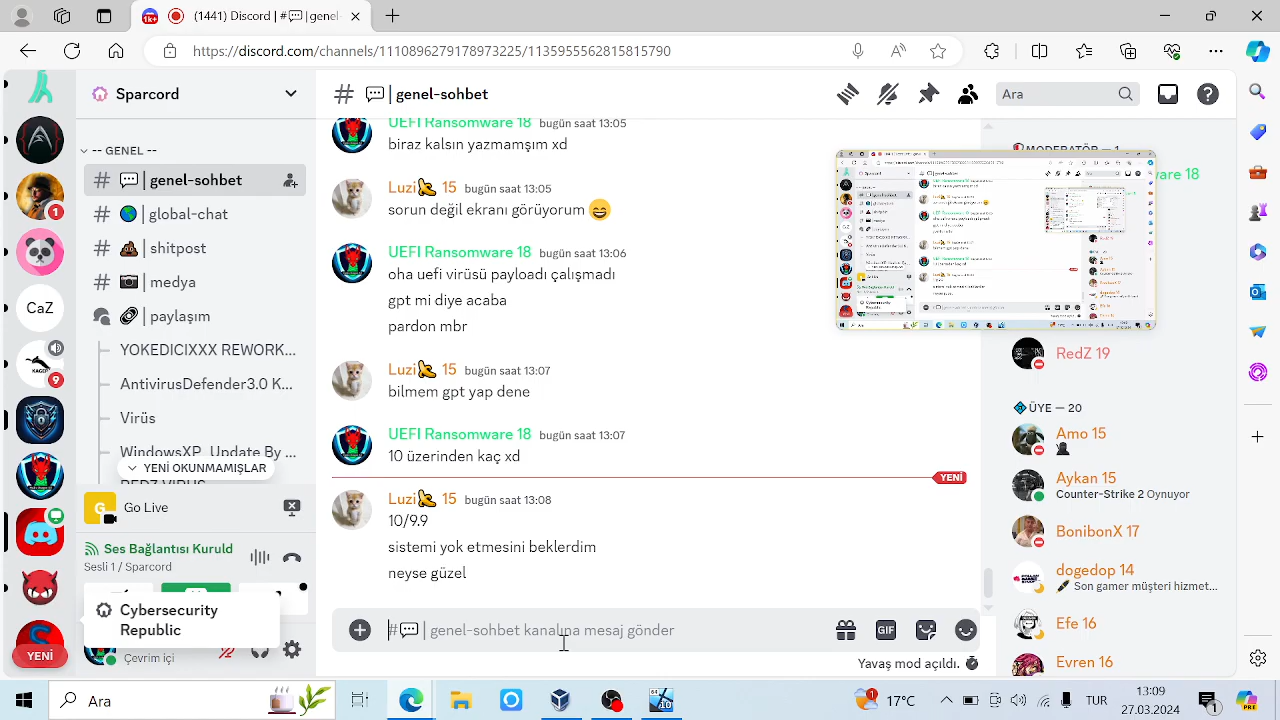 (1941) Discord | #💬| genel
https://discord.com/channels/1110896279178973225/1139955562815815790
Sparcord
-- GENEL --
💬 | genel-sohbet
🌎 | global-chat
💩 | shitpost
📷 | medya
| paylaşım
YOKEDICIXXX REWORK...
AntivirusDefender3.0 K...
Virüs
WindowsXP_Update By ...
YENİ OKUNMAMIŞLAR
CaZ
1
9
YENİ
G
Go Live
Ses Bağlantısı Kuruld
Sesli 1 / Sparcord
Cybersecurity
Republic
Çevrim içi
# 💬 | genel-sohbet
Ara
UEFI Ransomware 18 bugün saat 13:05
biraz kalsın yazmamşım xd
Luzi 15 bugün saat 13:05
sorun değil ekranı görüyorum 😄
UEFI Ransomware 18 bugün saat 13:06
oha uefi virüsü payloadı çalışmadı
gpt mi diye acaba
pardon mbr
Luzi 15 bugün saat 13:07
bilmem gpt yap dene
UEFI Ransomware 18 bugün saat 13:07
10 üzerinden kaç xd
YENİ
Luzi 15 bugün saat 13:08
10/9.9
sistemi yok etmesini beklerdim
neyse güzel
#💬 | genel-sohbet kanalına mesaj gönder
GIF
Yavaş mod açıldı.
MODERATÖR — 1
ware 18
RedZ 19
ÜYE — 20
Amo 15
Aykan 15
Counter-Strike 2 Oynuyor
BonibonX 17
dogedop 14
Son gamer müşteri hizmet...
Efe 16
Evren 16
Ara
17°C
TUR
13:09
27.03.2024